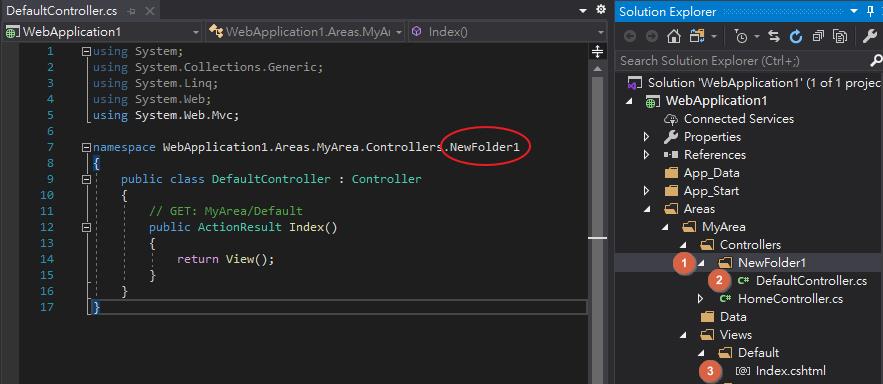 DefaultController.cs
WebApplication1
WebApplication1.Areas.MyAr
Index()
1 using System;
2 using System.Collections.Generic;
3 using System.Linq;
4 using System.Web;
5 using System.Web.Mvc;
6
7 namespace WebApplication1.Areas.MyArea.Controllers.NewFolder1
8 {
9 public class DefaultController : Controller
10 {
11 // GET: MyArea/Default
12 public ActionResult Index()
13 {
14 return View();
15 }
16 }
17 }
Solution Explorer
Search Solution Explorer (Ctrl+;)
Solution 'WebApplication1' (1 of 1 projec
WebApplication1
Connected Services
Properties
References
App_Data
App_Start
Areas
MyArea
Controllers
1 NewFolder1
2 C# DefaultController.cs
C# HomeController.cs
Data
Views
Default
3 [@] Index.cshtml